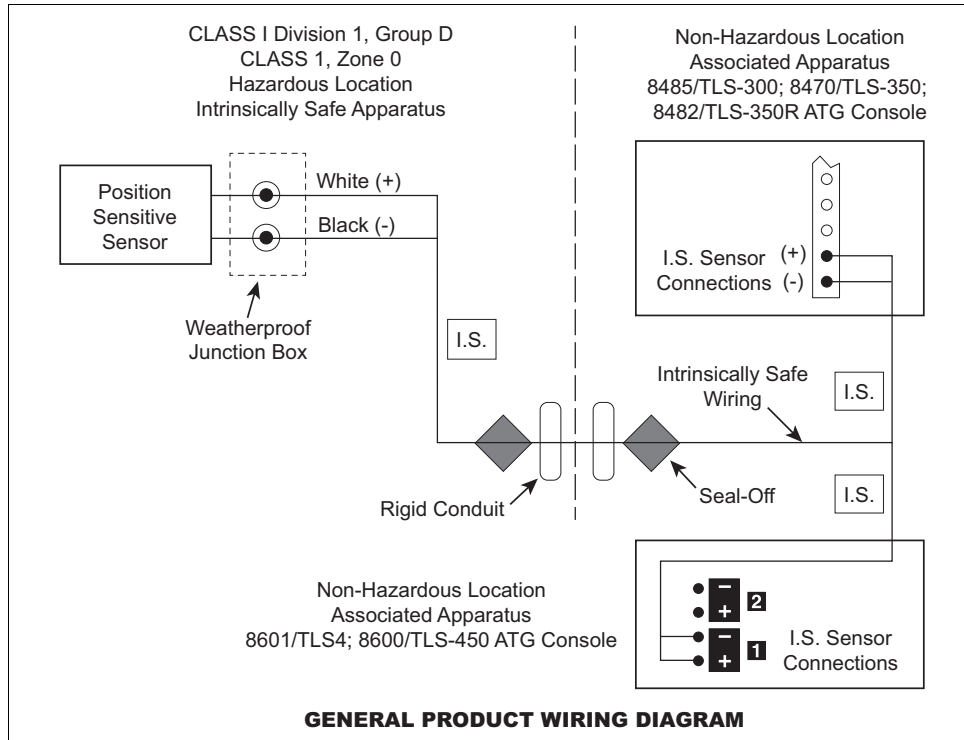 CLASS I Division 1, Group D
CLASS 1, Zone 0
Hazardous Location
Intrinsically Safe Apparatus
Non-Hazardous Location
Associated Apparatus
8485/TLS-300; 8470/TLS-350;
8482/TLS-350R ATG Console
Position
Sensitive
Sensor
White (+)
Black (-)
Weatherproof
Junction Box
I.S.
I.S. Sensor
Connections
(+)
(-)
Intrinsically Safe
Wiring
I.S.
Rigid Conduit
Seal-Off
I.S.
Non-Hazardous Location
Associated Apparatus
8601/TLS4; 8600/TLS-450 ATG Console
−
+
2
−
+
1
I.S. Sensor
Connections
GENERAL PRODUCT WIRING DIAGRAM